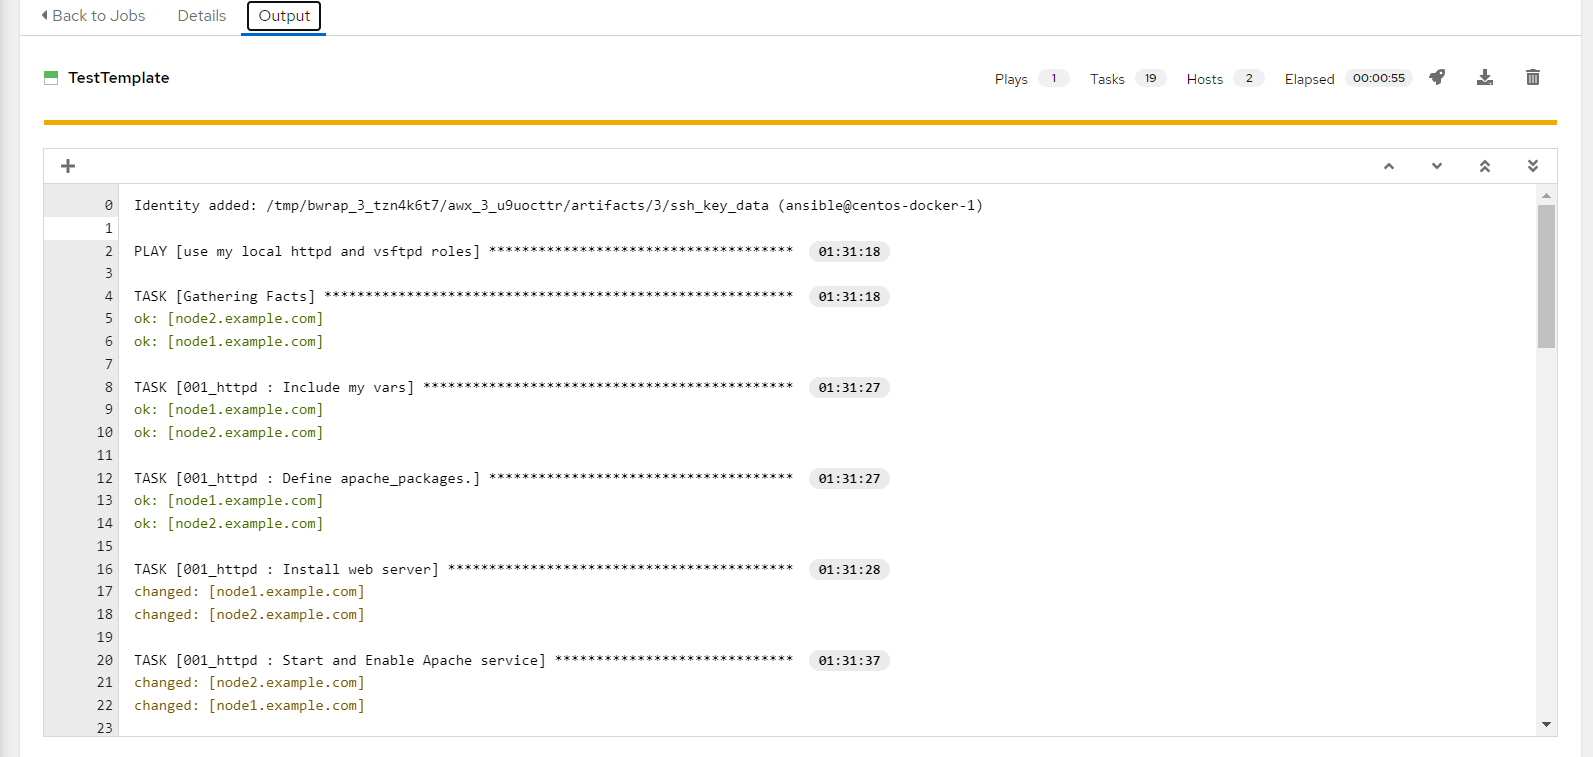 Back to Jobs Details Output
TestTemplate Plays 1 Tasks 19 Hosts 2 Elapsed 00:00:55
0 Identity added: /tmp/bwrap_3_tzn4k6t7/awx_3_u9uocttr/artifacts/3/ssh_key_data (ansible@centos-docker-1)
1
2 PLAY [use my local httpd and vsftpd roles] ************************************* 01:31:18
3
4 TASK [Gathering Facts] ********************************************************* 01:31:18
5 ok: [node2.example.com]
6 ok: [node1.example.com]
7
8 TASK [001_httpd : Include my vars] ********************************************* 01:31:27
9 ok: [node1.example.com]
10 ok: [node2.example.com]
11
12 TASK [001_httpd : Define apache_packages.] ************************************* 01:31:27
13 ok: [node1.example.com]
14 ok: [node2.example.com]
15
16 TASK [001_httpd : Install web server] ****************************************** 01:31:28
17 changed: [node1.example.com]
18 changed: [node2.example.com]
19
20 TASK [001_httpd : Start and Enable Apache service] ***************************** 01:31:37
21 changed: [node2.example.com]
22 changed: [node1.example.com]
23